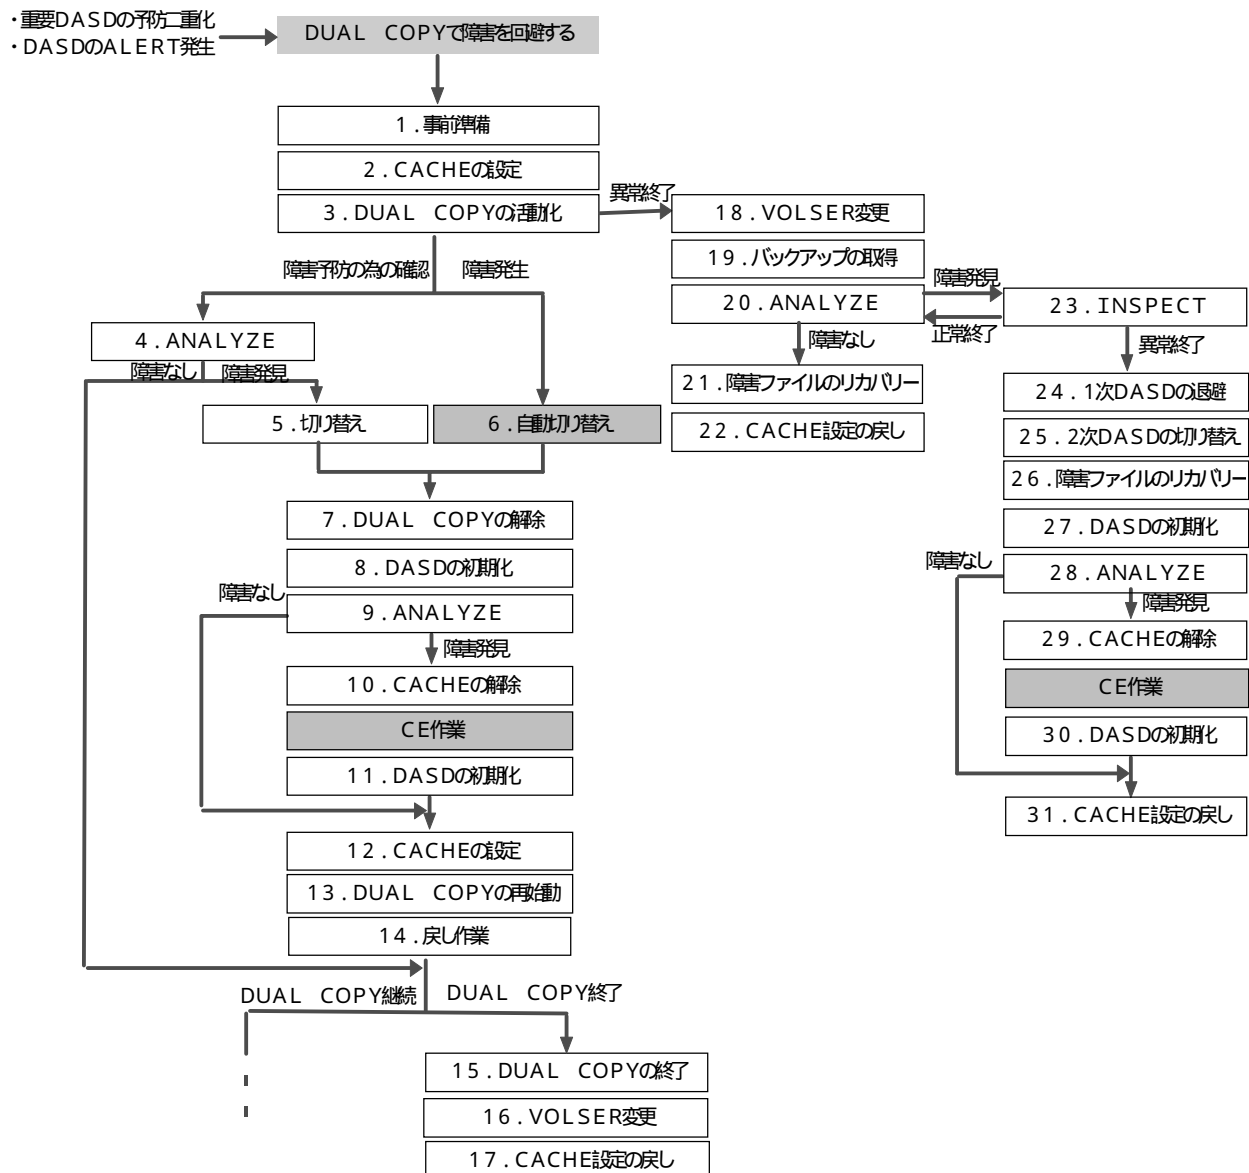 ・重要DASDの予防二重化
・DASDのALERT発生
DUAL COPYで障害を回避する
1.事前準備
2.CACHEの設定
3.DUAL COPYの活動化
異常終了
18.VOLSER変更
19.バックアップの取得
20.ANALYZE
障害発見
正常終了
23.INSPECT
障害予防の為の確認
障害発生
4.ANALYZE
障害なし
障害発見
5.切り替え
6.自動切り替え
障害なし
21.障害ファイルのリカバリー
22.CACHE設定の戻し
異常終了
24.1次DASDの退避
25.2次DASDの切り替え
26.障害ファイルのリカバリー
27.DASDの初期化
障害なし
28.ANALYZE
障害発見
29.CACHEの解除
CE作業
30.DASDの初期化
31.CACHE設定の戻し
7.DUAL COPYの解除
8.DASDの初期化
障害なし
9.ANALYZE
障害発見
10.CACHEの解除
CE作業
11.DASDの初期化
12.CACHEの設定
13.DUAL COPYの再始動
14.戻し作業
DUAL COPY継続
DUAL COPY終了
15.DUAL COPYの終了
16.VOLSER変更
17.CACHE設定の戻し